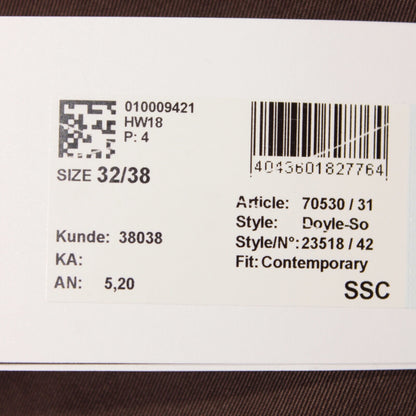 010009421
HW18
P: 4
4043601827764
SIZE 32/38
Article: 70530 / 31
Style: Doyle-So
Style/N°: 23518 / 42
Fit: Contemporary
Kunde: 38038
KA:
AN: 5,20
SSC